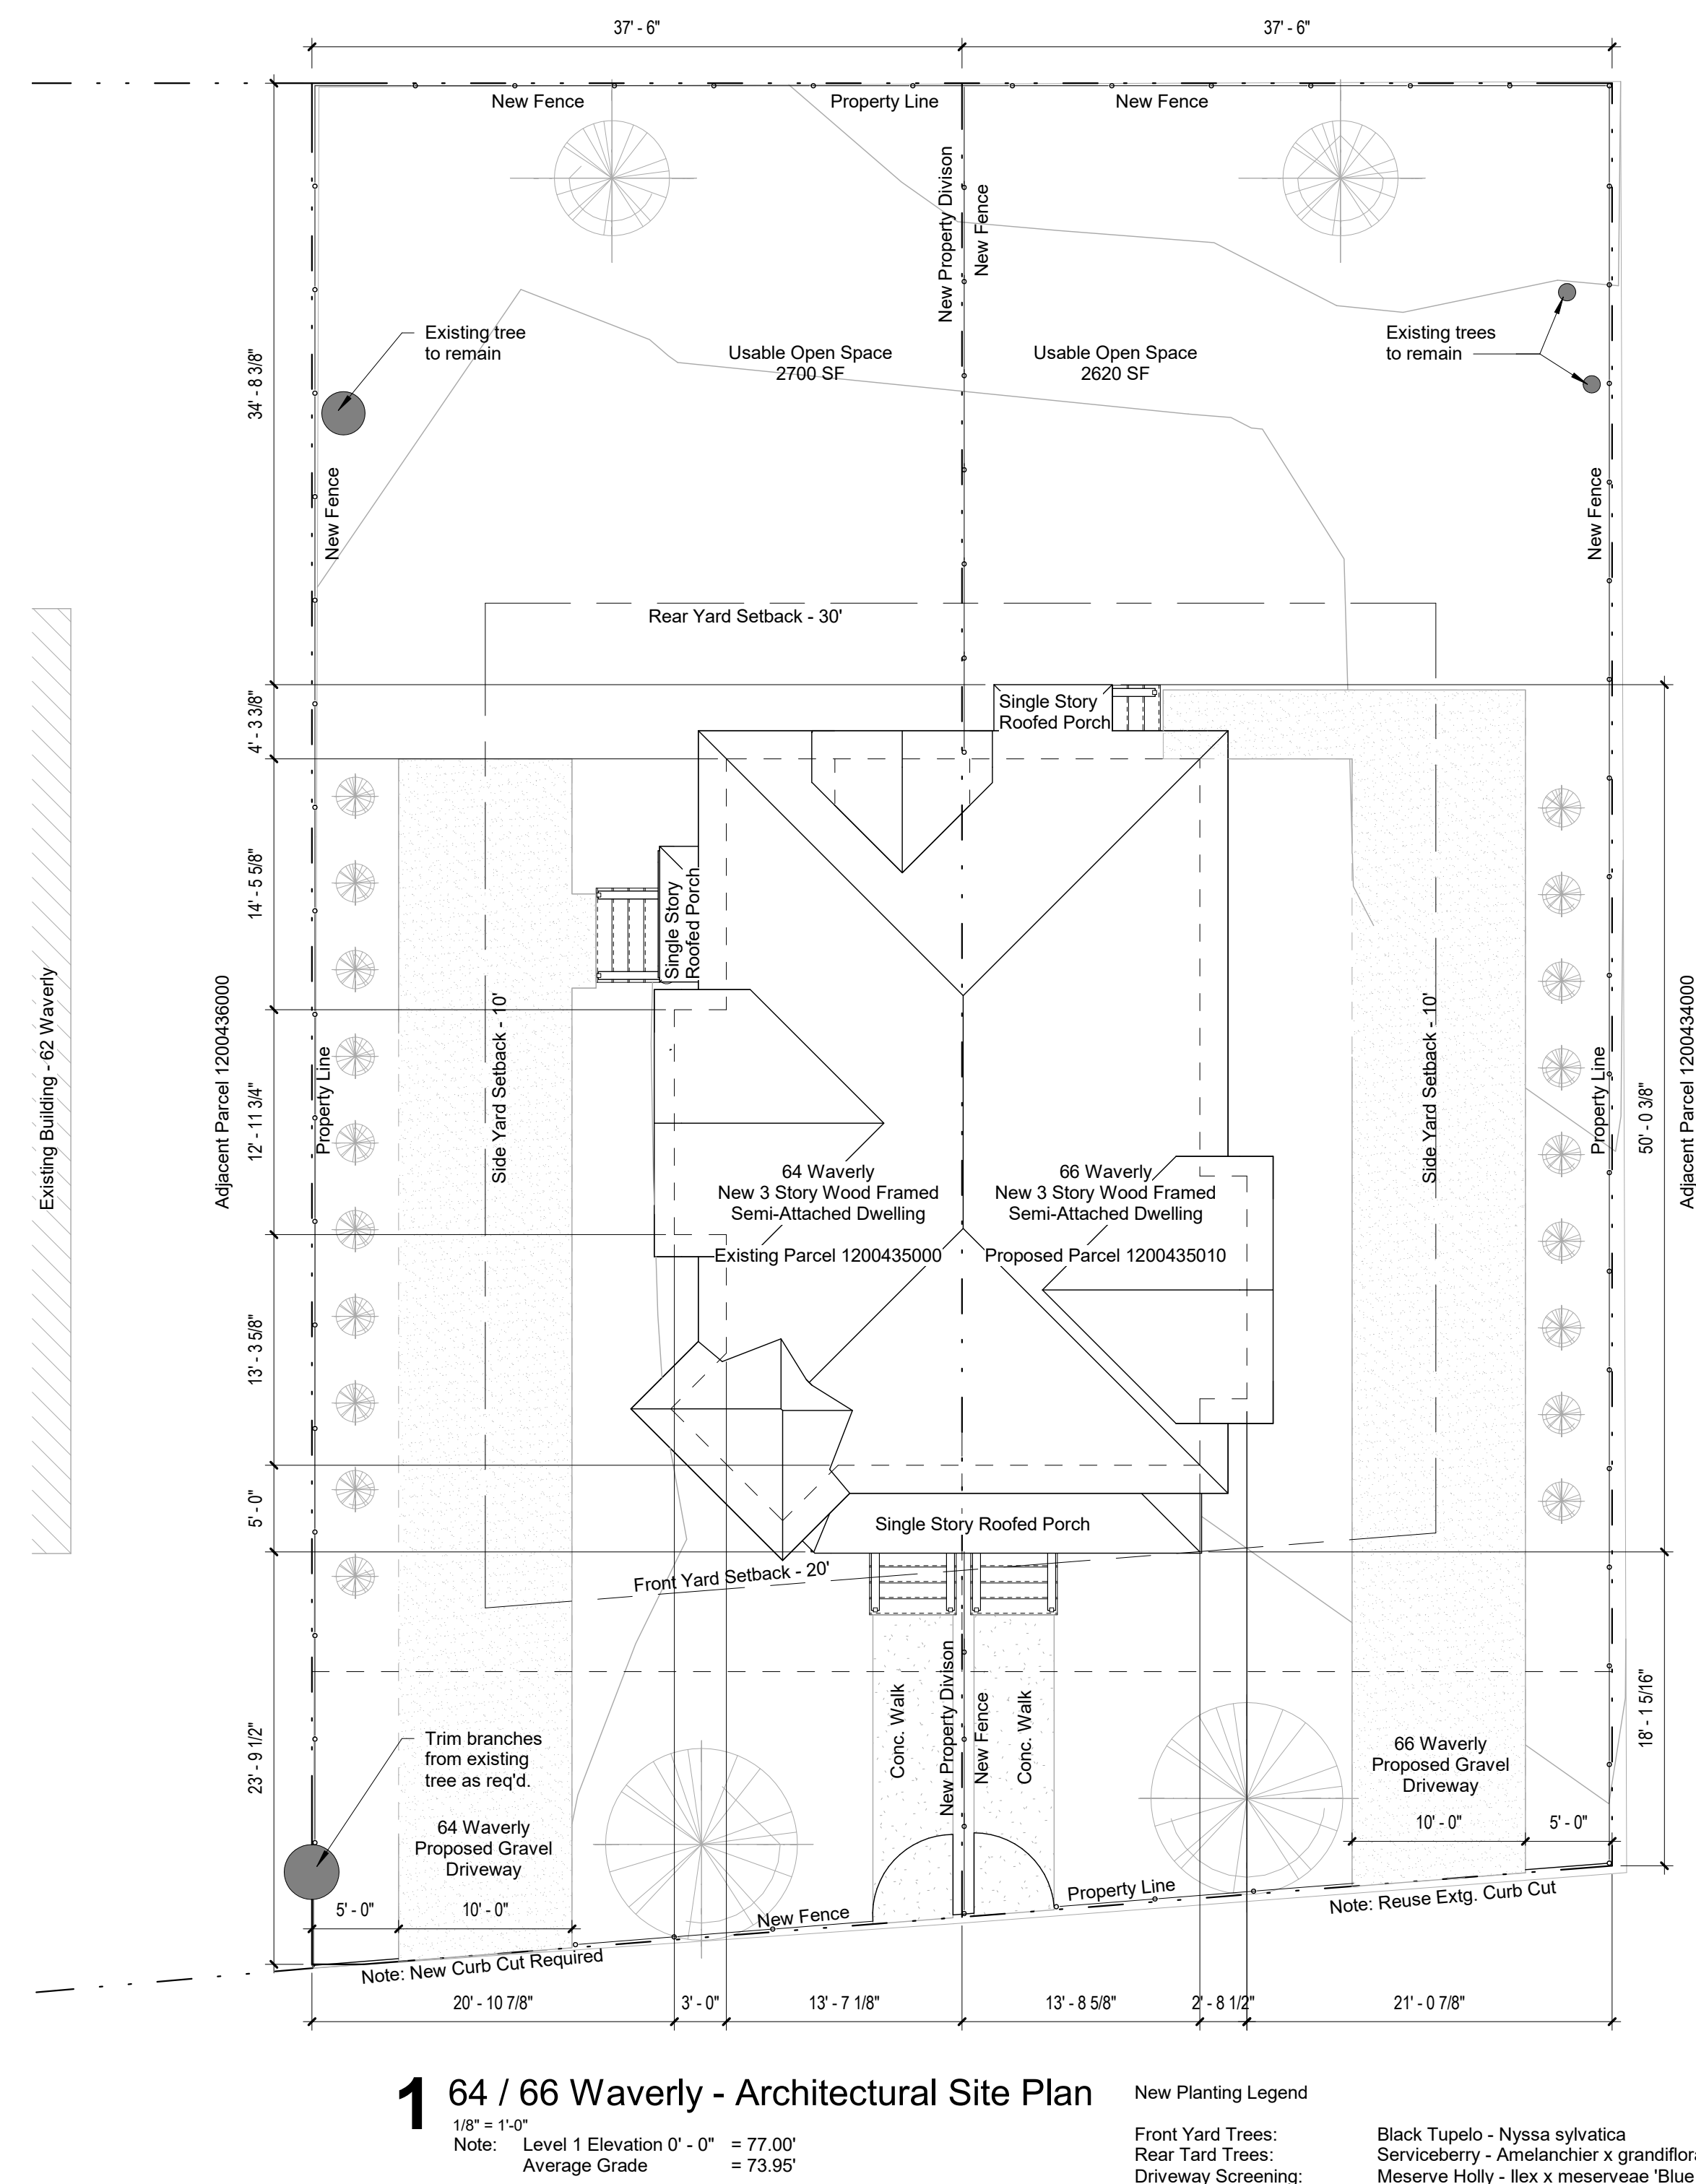 37' - 6"
37' - 6"
New Fence
Property Line
New Fence
New Property Divison
New Fence
34' - 8 3/8"
Existing tree
to remain
Usable Open Space
2700 SF
Usable Open Space
2620 SF
Existing trees
to remain
New Fence
New Fence
Rear Yard Setback - 30'
4' - 3 3/8"
Single Story
Roofed Porch
14' - 5 5/8"
Single Story
Roofed Porch
Existing Building - 62 Waverly
Adjacent Parcel 1200436000
12' - 11 3/4"
Property Line
Side Yard Setback - 10'
Side Yard Setback - 10'
Property Line
50' - 0 3/8"
Adjacent Parcel 1200434000
64 Waverly
New 3 Story Wood Framed
Semi-Attached Dwelling
Existing Parcel 1200435000
66 Waverly
New 3 Story Wood Framed
Semi-Attached Dwelling
Proposed Parcel 1200435010
13' - 3 5/8"
5' - 0"
Single Story Roofed Porch
Front Yard Setback - 20'
23' - 9 1/2"
Trim branches
from existing
tree as req'd.
Conc. Walk
New Property Divison
New Fence
Conc. Walk
18' - 1 5/16"
66 Waverly
Proposed Gravel
Driveway
10' - 0"
5' - 0"
64 Waverly
Proposed Gravel
Driveway
5' - 0"
10' - 0"
New Fence
Property Line
Note: Reuse Extg. Curb Cut
Note: New Curb Cut Required
20' - 10 7/8"
3' - 0"
13' - 7 1/8"
13' - 8 5/8"
2' - 8 1/2"
21' - 0 7/8"
1 64 / 66 Waverly - Architectural Site Plan
1/8" = 1'-0"
Note: Level 1 Elevation 0' - 0" = 77.00'
Average Grade = 73.95'
New Planting Legend
Front Yard Trees: Black Tupelo - Nyssa sylvatica
Rear Tard Trees: Serviceberry - Amelanchier x grandiflora
Driveway Screening: Meserve Holly - Ilex x meserveae 'Blue